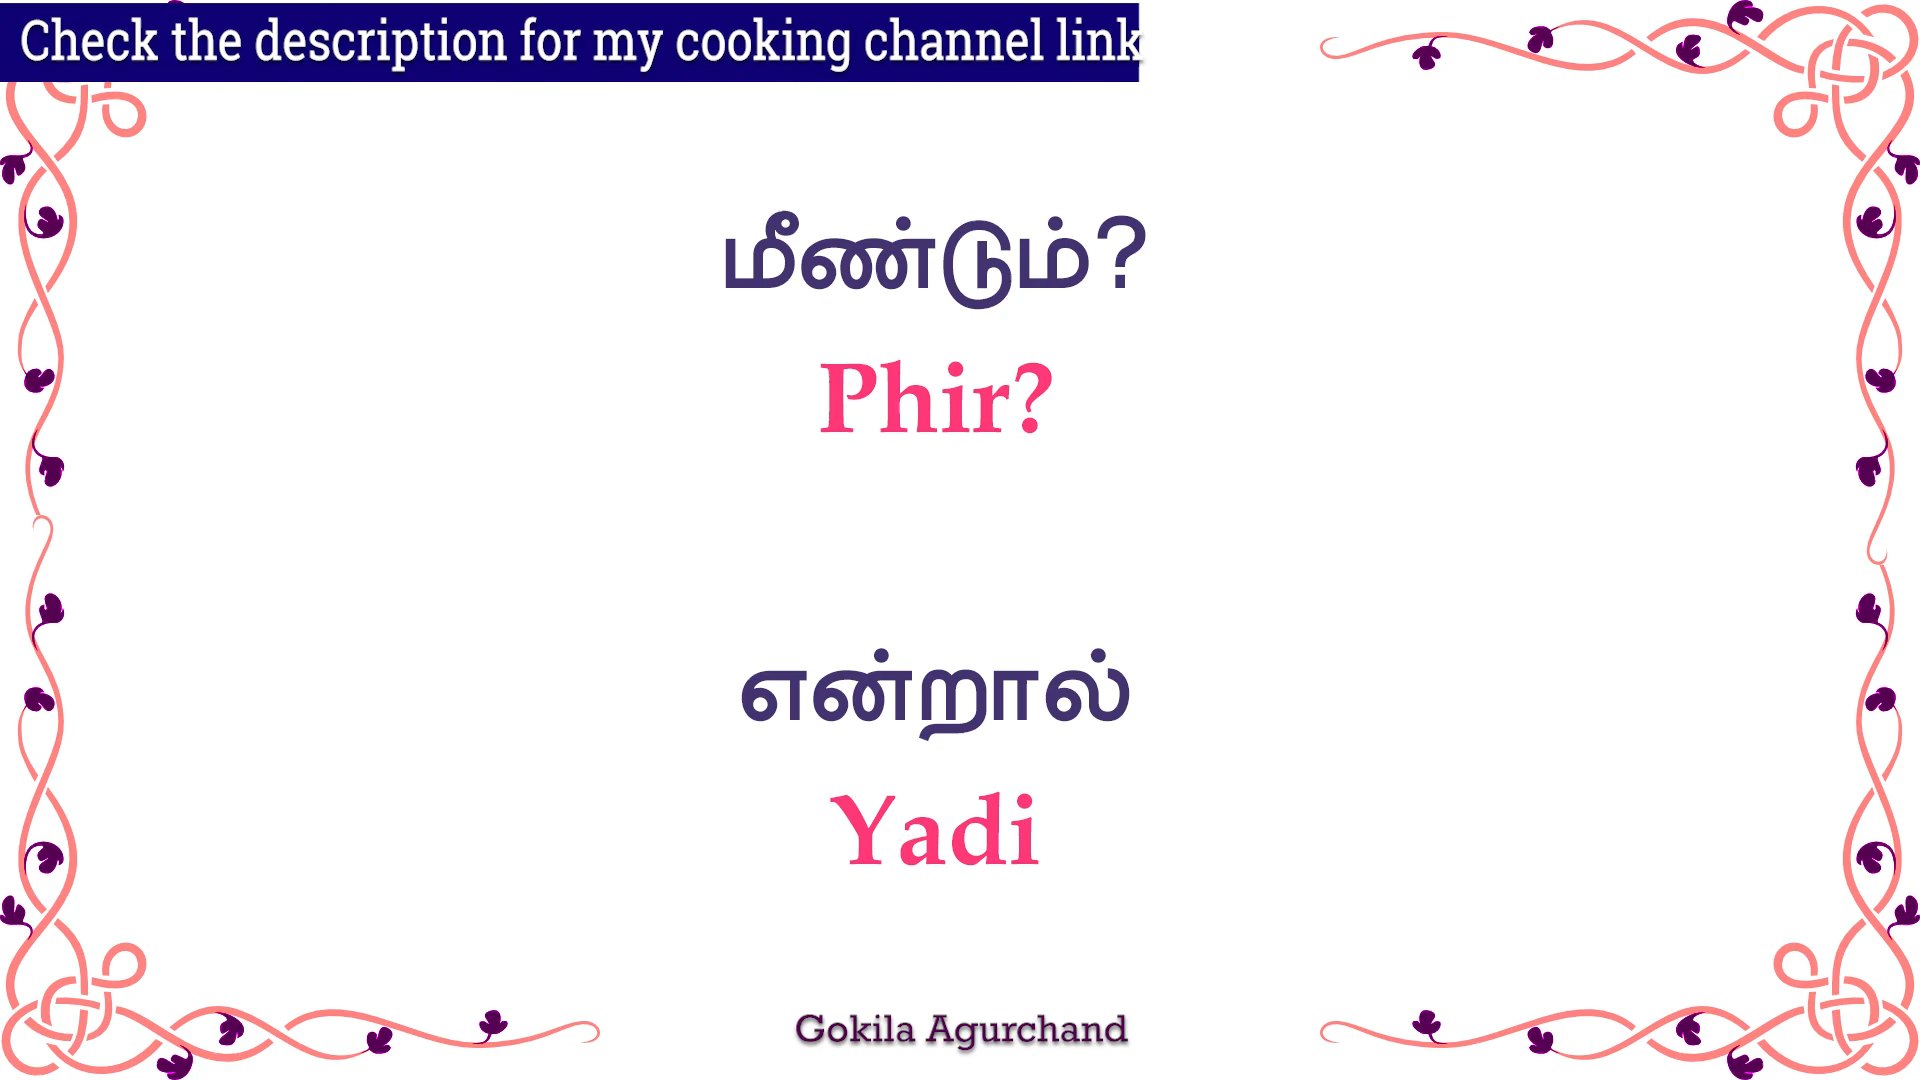 Check the description for my cooking channel link
மீண்டும்?
Phir?
என்றால்
Yadi
Gokila Agurchand